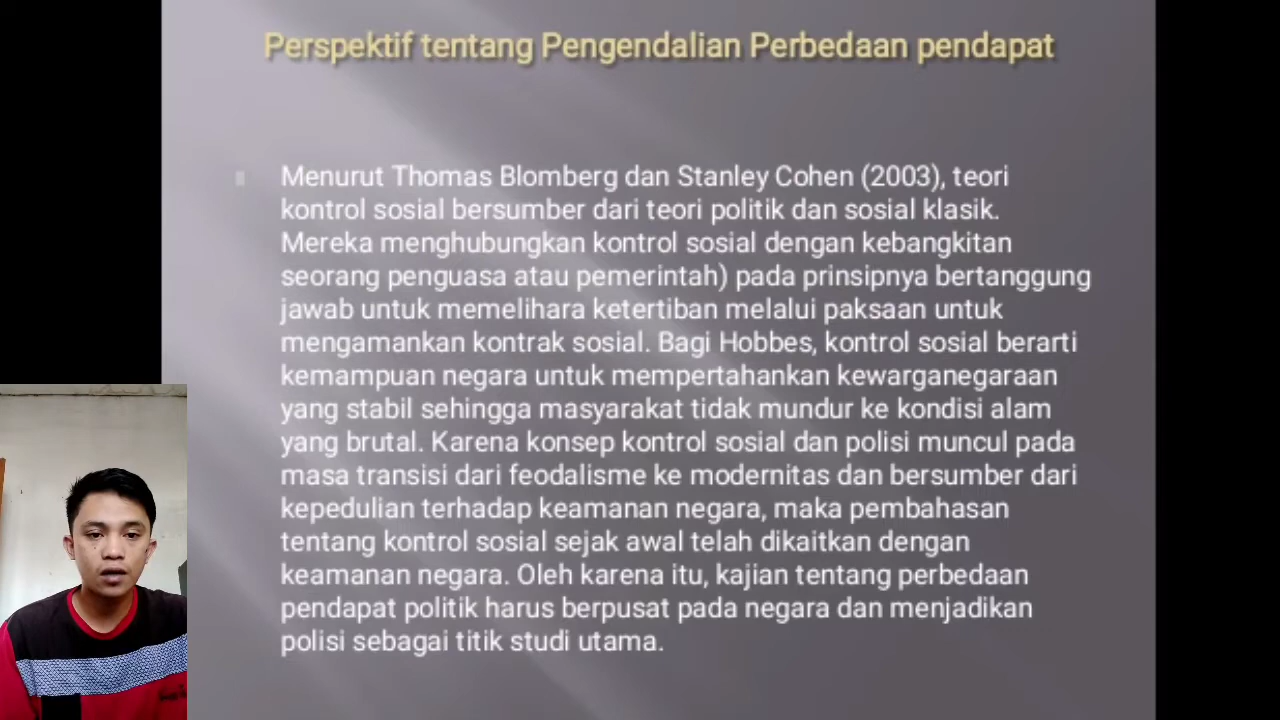 Perspektif tentang Pengendalian Perbedaan pendapat
Menurut Thomas Blomberg dan Stanley Cohen (2003), teori
kontrol sosial bersumber dari teori politik dan sosial klasik.
Mereka menghubungkan kontrol sosial dengan kebangkitan
seorang penguasa atau pemerintah) pada prinsipnya bertanggung
jawab untuk memelihara ketertiban melalui paksaan untuk
mengamankan kontrak sosial. Bagi Hobbes, kontrol sosial berarti
kemampuan negara untuk mempertahankan kewarganegaraan
yang stabil sehingga masyarakat tidak mundur ke kondisi alam
yang brutal. Karena konsep kontrol sosial dan polisi muncul pada
masa transisi dari feodalisme ke modernitas dan bersumber dari
kepedulian terhadap keamanan negara, maka pembahasan
tentang kontrol sosial sejak awal telah dikaitkan dengan
keamanan negara. Oleh karena itu, kajian tentang perbedaan
pendapat politik harus berpusat pada negara dan menjadikan
polisi sebagai titik studi utama.